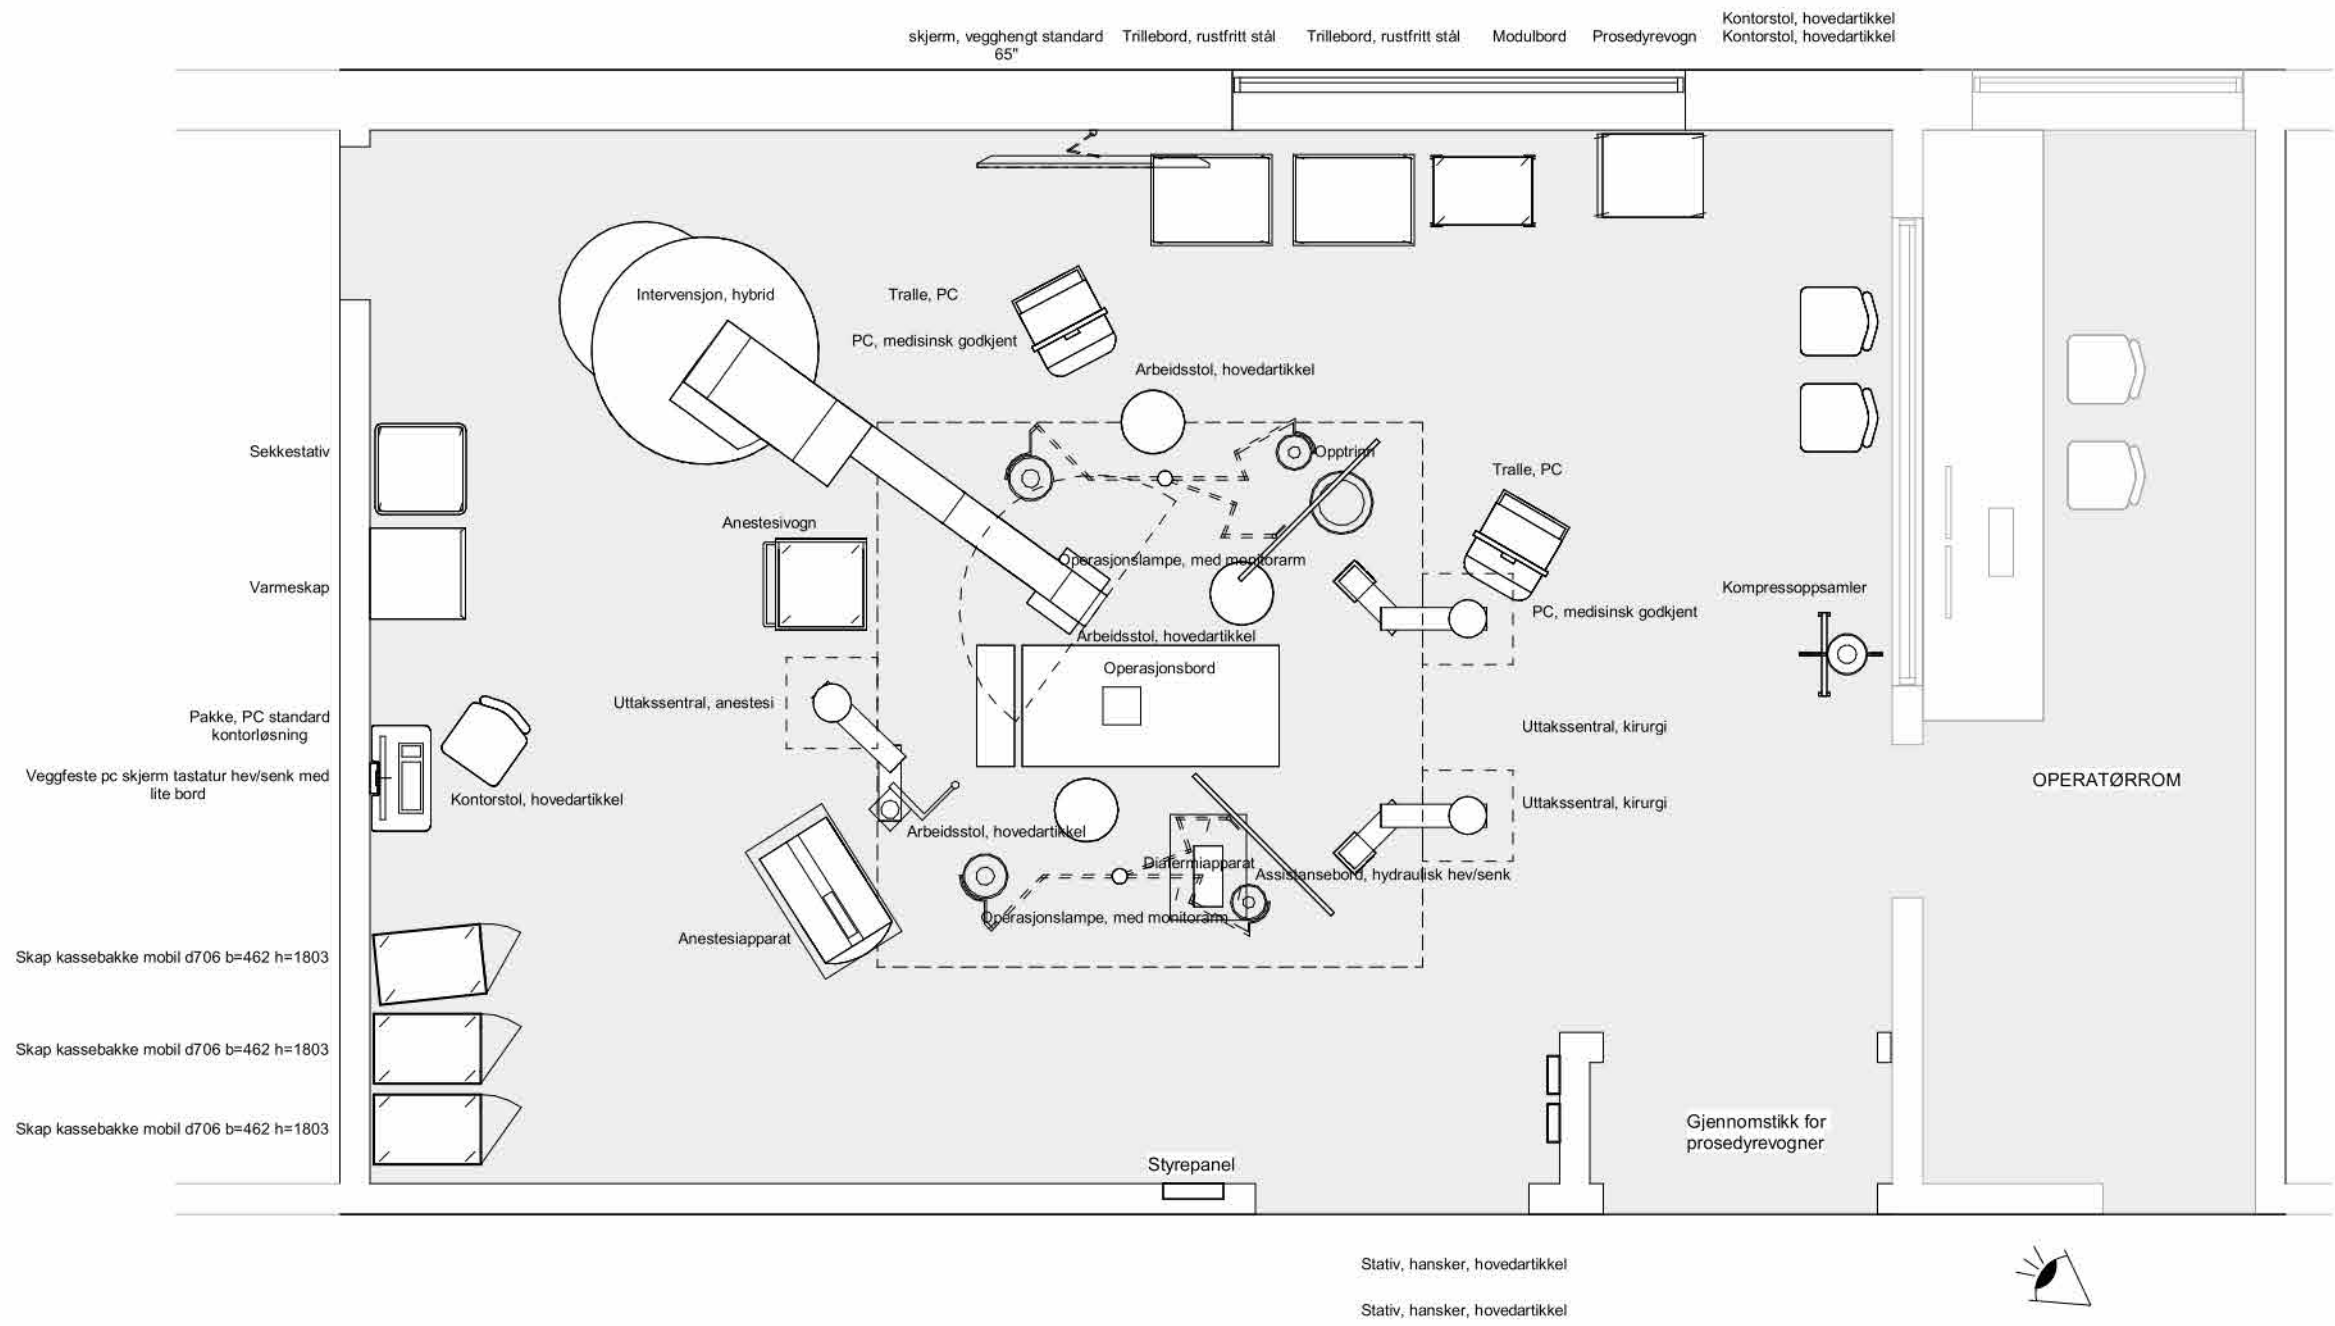 Kontorstol, hovedartikkel
skjerm, vegghengt standard
65"
Trillebord, rustfritt stål
Trillebord, rustfritt stål
Modulbord
Prosedyrevogn
Kontorstol, hovedartikkel
Intervensjon, hybrid
Tralle, PC
PC, medisinsk godkjent
Arbeidsstol, hovedartikkel
Sekkestativ
Opptrinn
Tralle, PC
Anestesivogn
Operasjonslampe, med monitorarm
Varmeskap
Kompressoppsamler
PC, medisinsk godkjent
Arbeidsstol, hovedartikkel
Operasjonsbord
Uttakssentral, anestesi
Pakke, PC standard
kontorløsning
Uttakssentral, kirurgi
Veggfeste pc skjerm tastatur hev/senk med
lite bord
Kontorstol, hovedartikkel
Uttakssentral, kirurgi
OPERATØRROM
Arbeidsstol, hovedartikkel
Diatermiapparat
Assistansebord, hydraulisk hev/senk
Operasjonslampe, med monitorarm
Anestesiapparat
Skap kassebakke mobil d706 b=462 h=1803
Skap kassebakke mobil d706 b=462 h=1803
Skap kassebakke mobil d706 b=462 h=1803
Gjennomstikk for
prosedyrevogner
Styrepanel
Stativ, hansker, hovedartikkel
Stativ, hansker, hovedartikkel